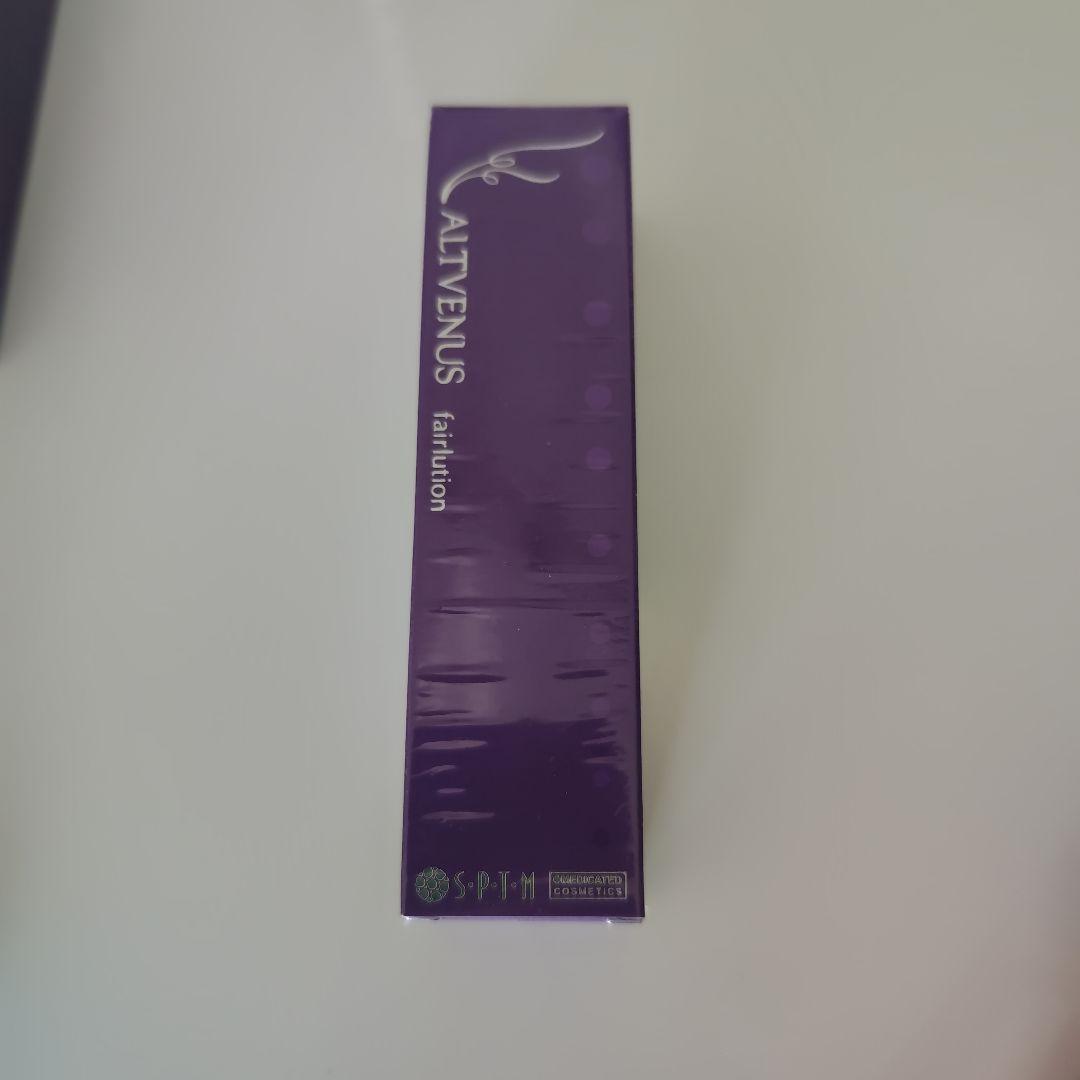 ALTVENUS fairlution
S·P·T·M
MEDICATED
COSMETICS